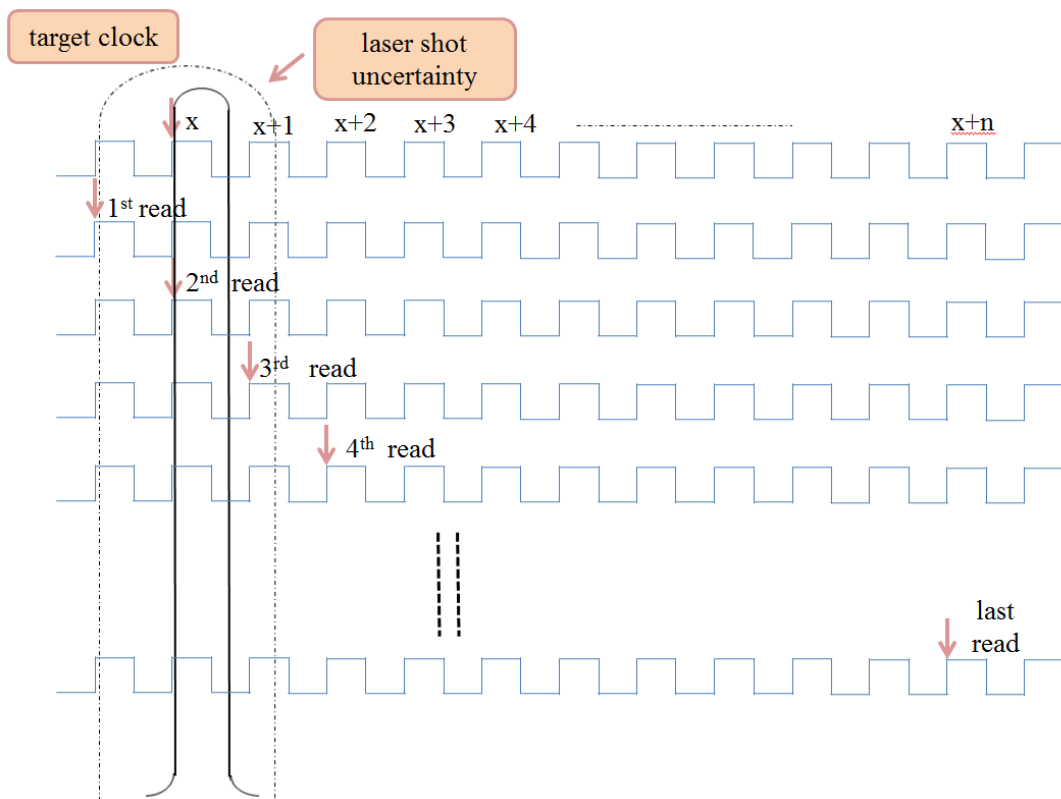 target clock
laser shot
uncertainty
x x+1 x+2 x+3 x+4 x+n
1st read
2nd read
3rd read
4th read
last
read